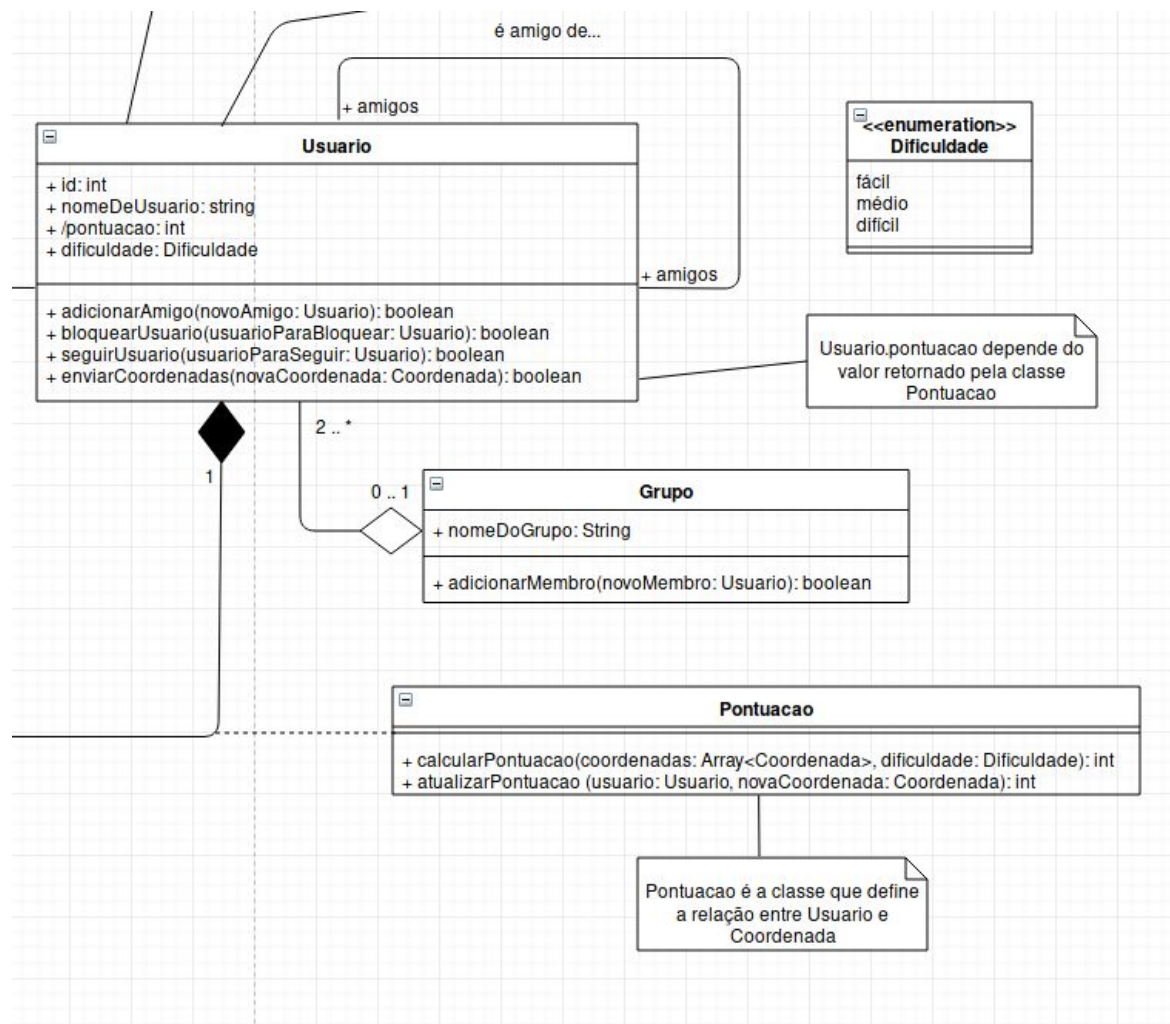 é amigo de...
+ amigos
Usuario
+ id: int
+ nomeDeUsuario: string
+ /pontuacao: int
+ dificuldade: Dificuldade
+ amigos
+ adicionarAmigo(novoAmigo: Usuario): boolean
+ bloquearUsuario(usuarioParaBloquear: Usuario): boolean
+ seguirUsuario(usuarioParaSeguir: Usuario): boolean
+ enviarCoordenadas(novaCoordenada: Coordenada): boolean
<<enumeration>>
Dificuldade
fácil
médio
difícil
Usuario.pontuacao depende do
valor retornado pela classe
Pontuacao
2 .. *
1
0 .. 1
Grupo
+ nomeDoGrupo: String
+ adicionarMembro(novoMembro: Usuario): boolean
Pontuacao
+ calcularPontuacao(coordenadas: Array<Coordenada>, dificuldade: Dificuldade): int
+ atualizarPontuacao (usuario: Usuario, novaCoordenada: Coordenada): int
Pontuacao é a classe que define
a relação entre Usuario e
Coordenada